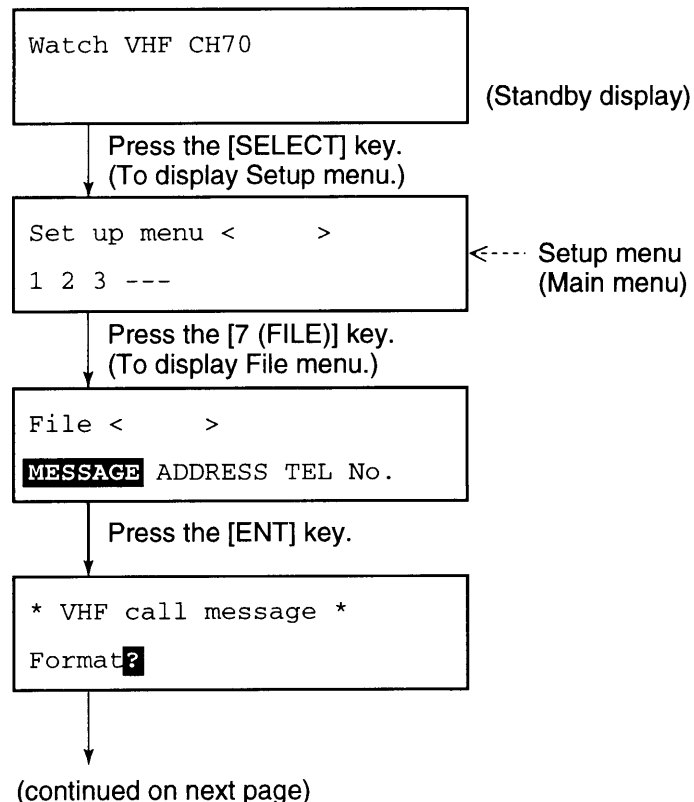 Watch VHF CH70
(Standby display)
Press the [SELECT] key.
(To display Setup menu.)
Set up menu <     >
1 2 3 ---
Setup menu
(Main menu)
Press the [7 (FILE)] key.
(To display File menu.)
File <     >
MESSAGE ADDRESS TEL No.
Press the [ENT] key.
* VHF call message *
Format?
(continued on next page)